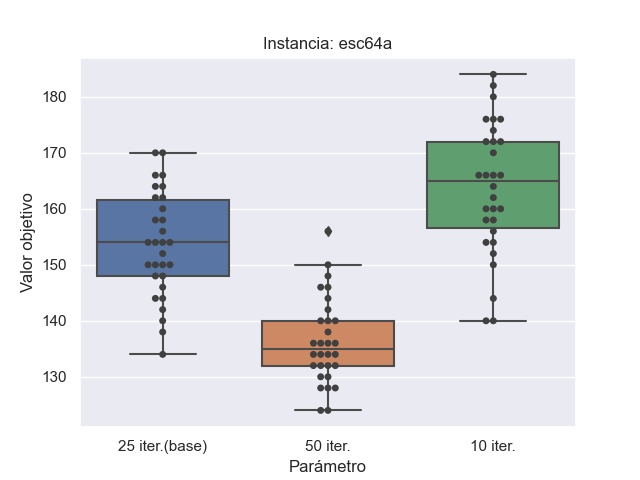 Instancia: esc64a
Valor objetivo
180
170
160
150
140
130
25 iter.(base) 50 iter. 10 iter.
Parámetro